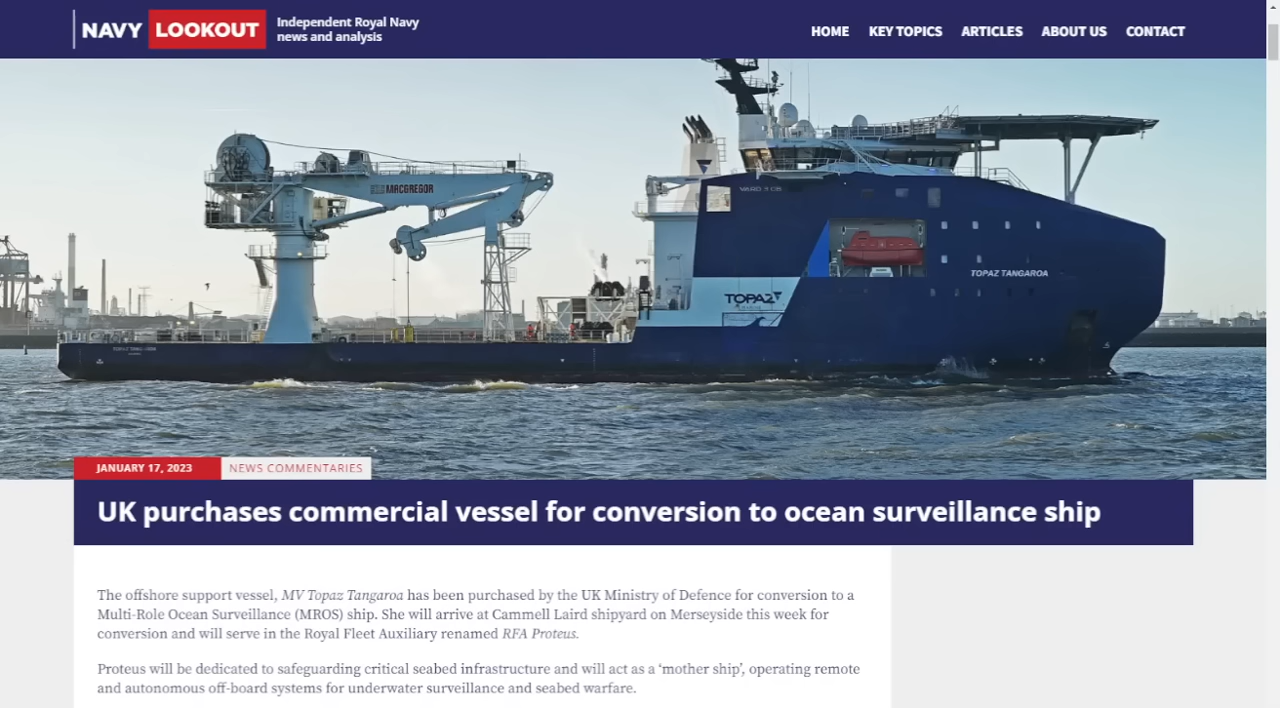 NAVY LOOKOUT
Independent Royal Navy
news and analysis
HOME KEY TOPICS ARTICLES ABOUT US CONTACT
MACGREGOR
TOPAZ TANGAROA
TOPAZ
JANUARY 17, 2023 NEWS COMMENTARIES
UK purchases commercial vessel for conversion to ocean surveillance ship
The offshore support vessel, MV Topaz Tangaroa has been purchased by the UK Ministry of Defence for conversion to a
Multi-Role Ocean Surveillance (MROS) ship. She will arrive at Cammell Laird shipyard on Merseyside this week for
conversion and will serve in the Royal Fleet Auxiliary renamed RFA Proteus.
Proteus will be dedicated to safeguarding critical seabed infrastructure and will act as a ‘mother ship’, operating remote
and autonomous off-board systems for underwater surveillance and seabed warfare.